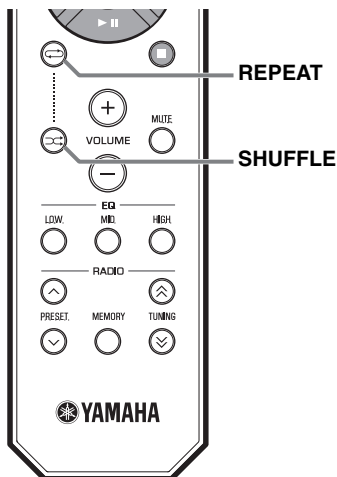 REPEAT
MUTE
VOLUME
SHUFFLE
EQ
LOW MID HIGH
RADIO
PRESET MEMORY TUNING
YAMAHA